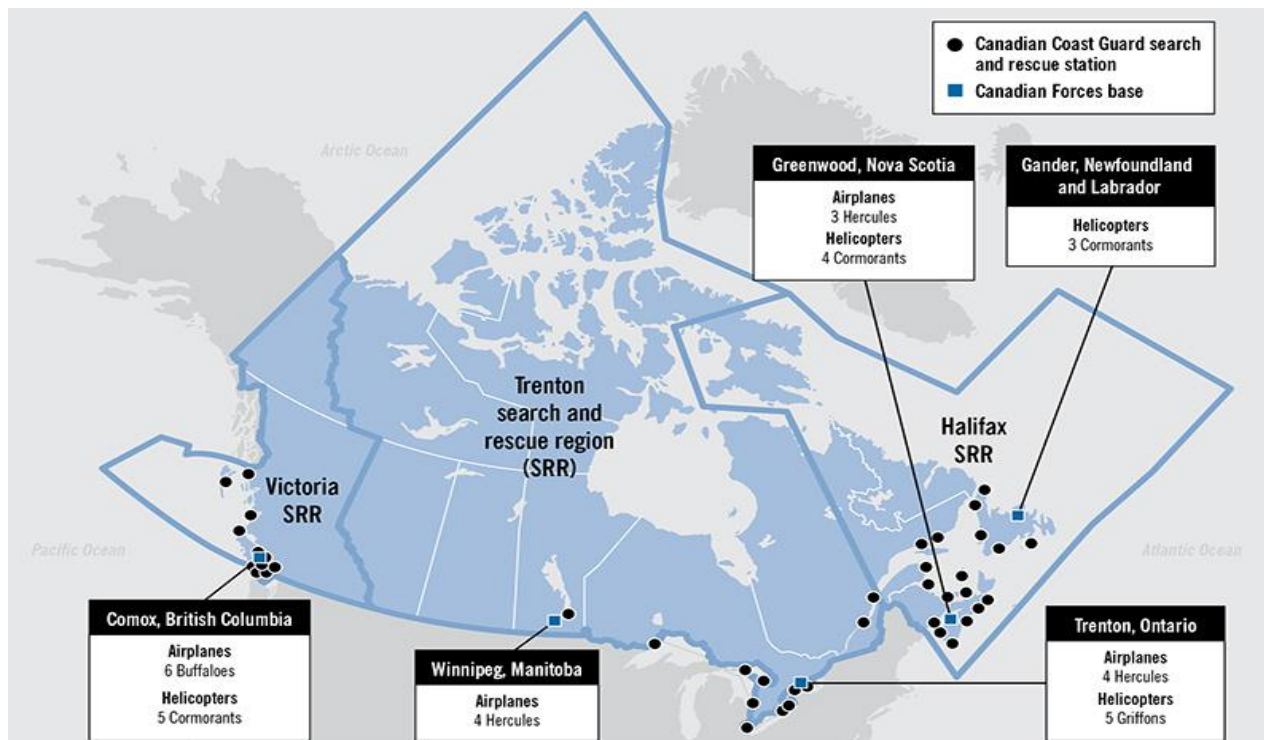 Canadian Coast Guard search
and rescue station
Canadian Forces base
Arctic Ocean
Greenwood, Nova Scotia
Airplanes
3 Hercules
Helicopters
4 Cormorants
Gander, Newfoundland
and Labrador
Helicopters
3 Cormorants
Trenton
search and
rescue region
(SRR)
Halifax
SRR
Victoria
SRR
Pacific Ocean
Atlantic Ocean
Comox, British Columbia
Airplanes
6 Buffaloes
Helicopters
5 Cormorants
Winnipeg, Manitoba
Airplanes
4 Hercules
Trenton, Ontario
Airplanes
4 Hercules
Helicopters
5 Griffons